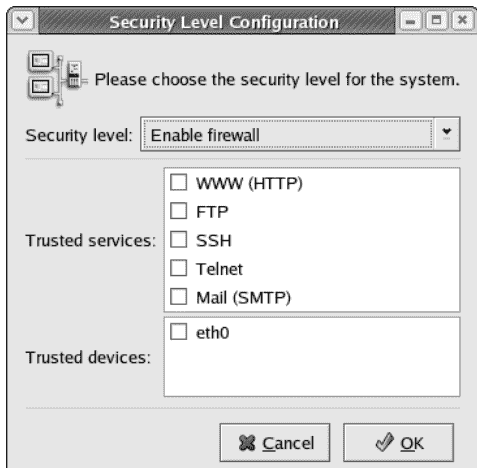 Security Level Configuration
Please choose the security level for the system.
Security level: Enable firewall
Trusted services:
WWW (HTTP)
FTP
SSH
Telnet
Mail (SMTP)
Trusted devices:
eth0
Cancel
OK